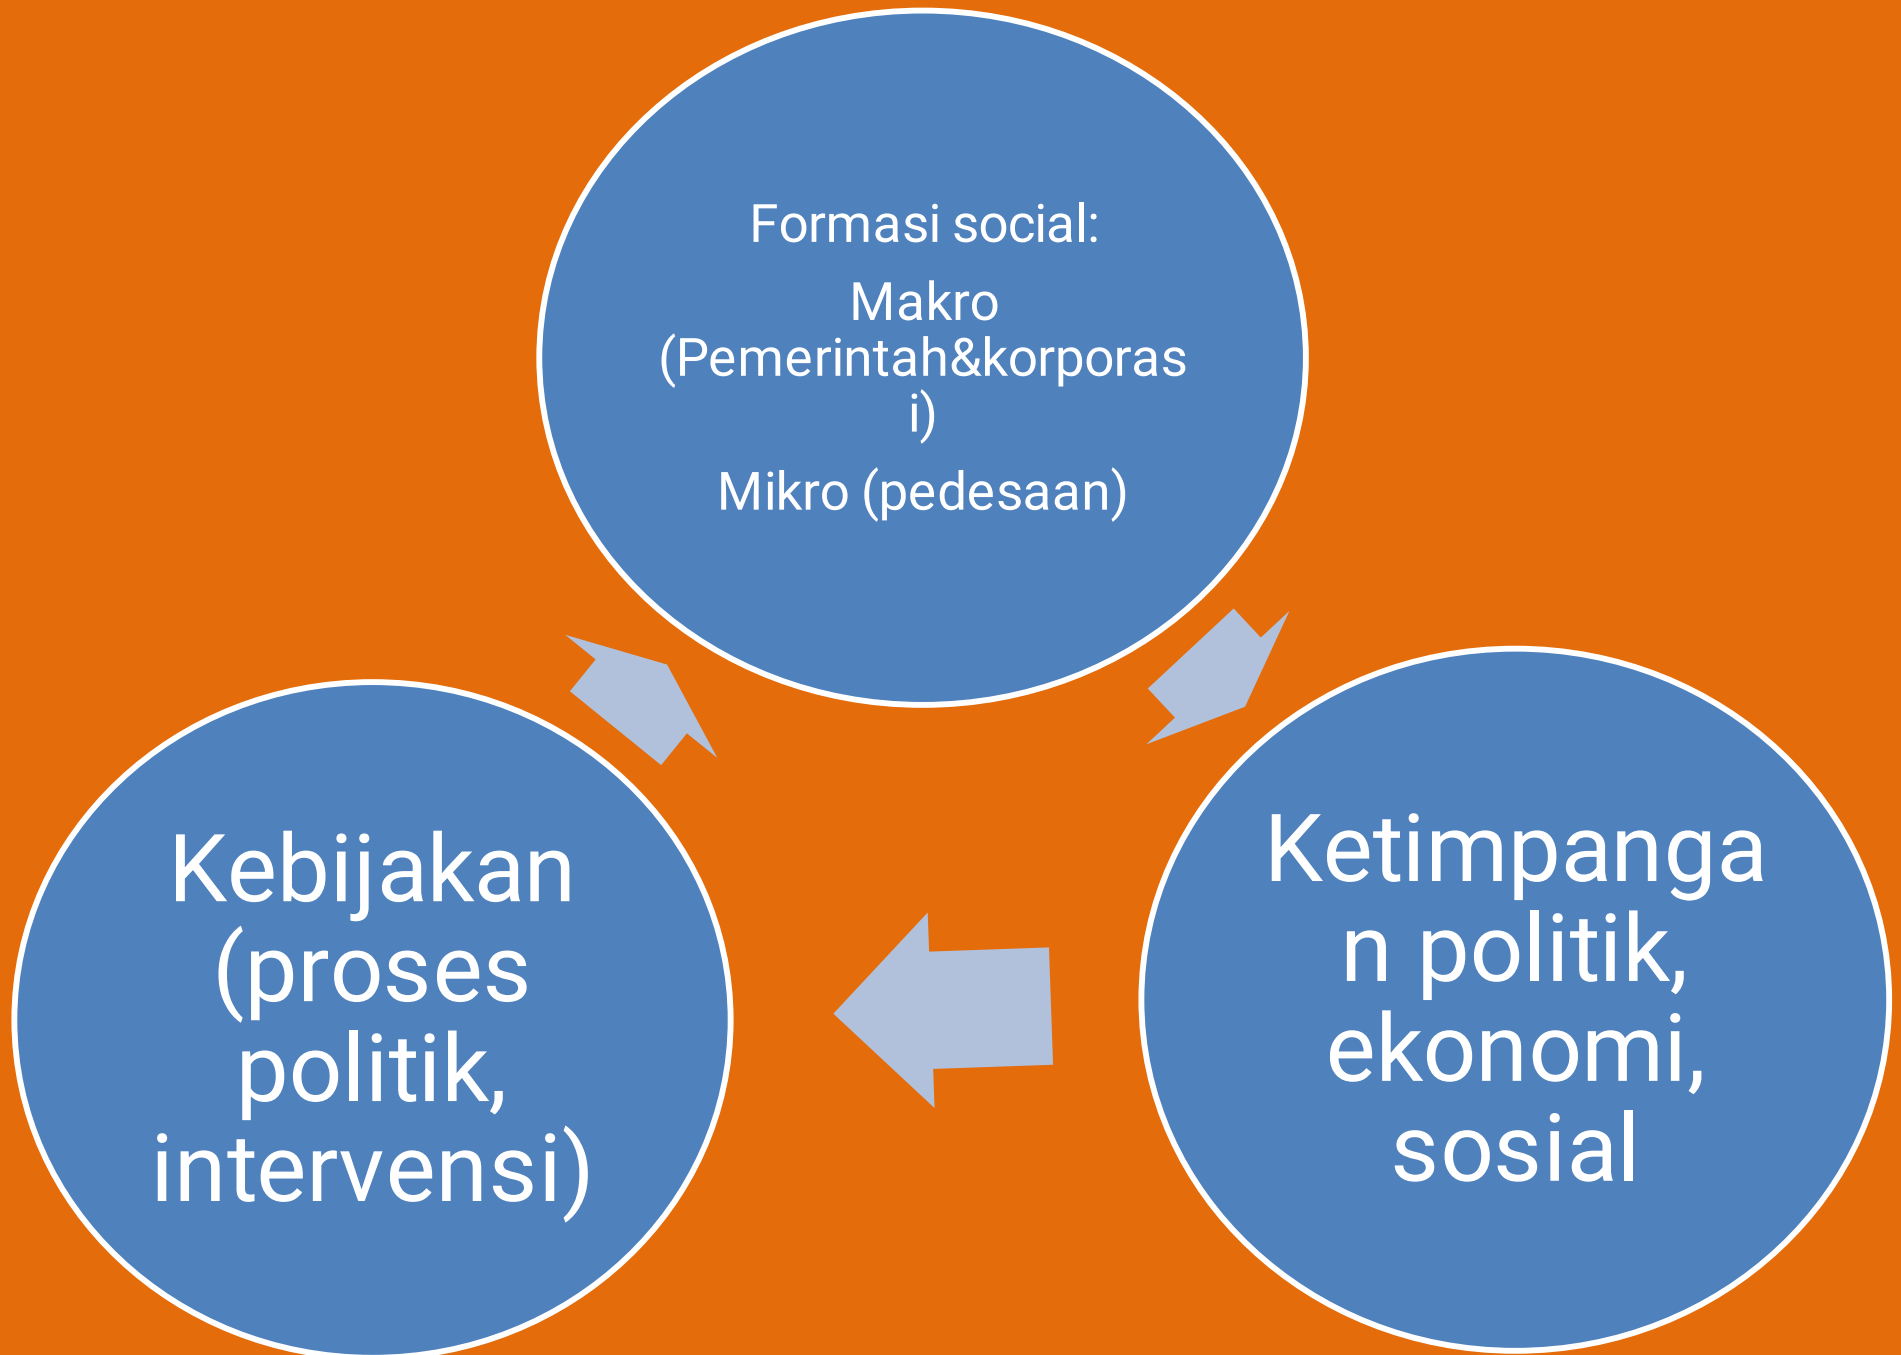 Formasi social:
Makro
(Pemerintah&korporas
i)
Mikro (pedesaan)
Kebijakan
(proses
politik,
intervensi)
Ketimpanga
n politik,
ekonomi,
sosial